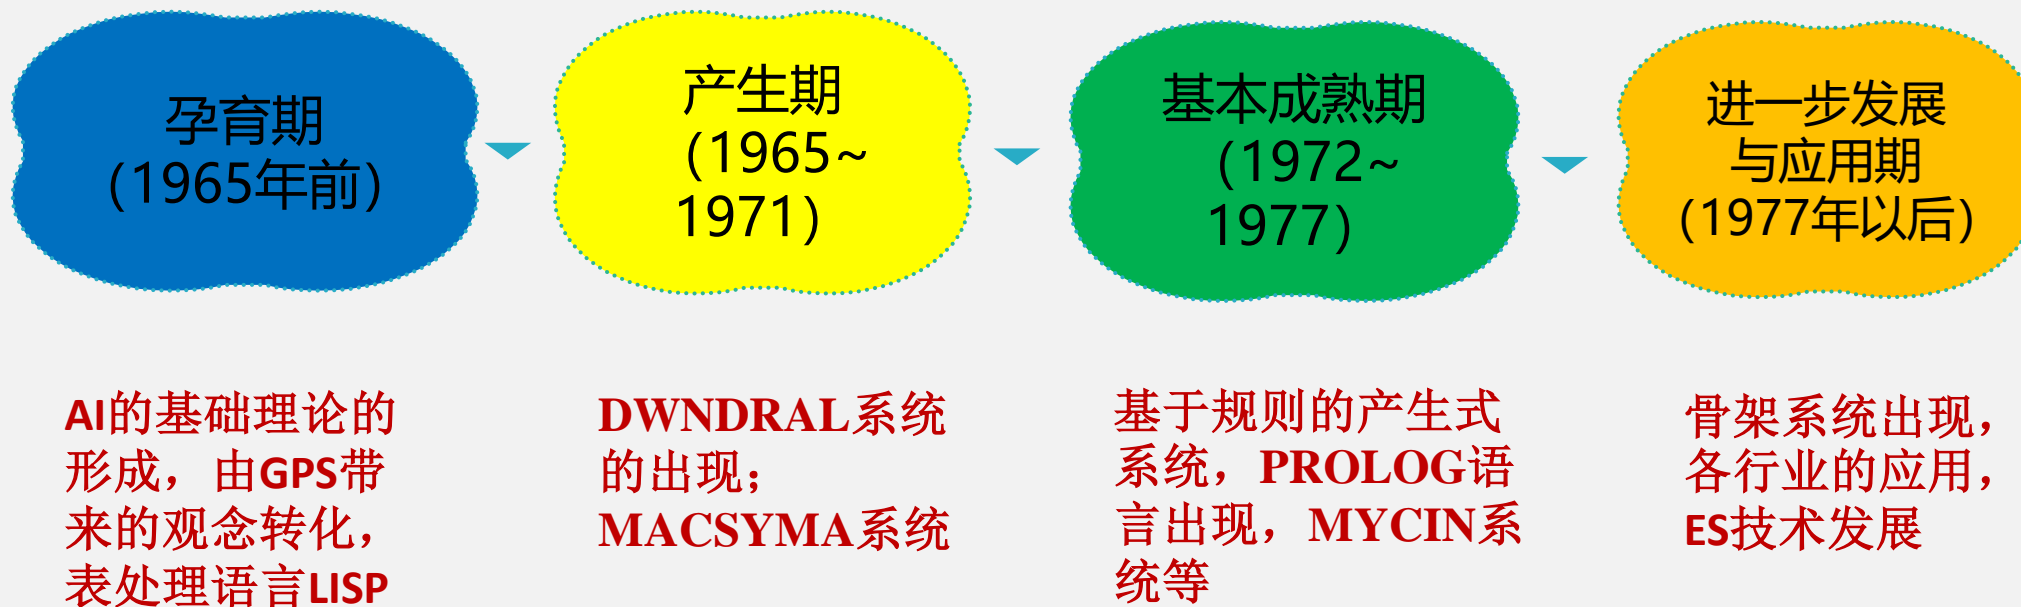 孕育期
(1965年前)
产生期
(1965~
1971)
基本成熟期
(1972~
1977)
进一步发展
与应用期
(1977年以后)
AI的基础理论的
形成，由GPS带
来的观念转化，
表处理语言LISP
DWNDRAL系统
的出现；
MACSYMA系统
基于规则的产生式
系统，PROLOG语
言出现，MYCIN系
统等
骨架系统出现，
各行业的应用，
ES技术发展